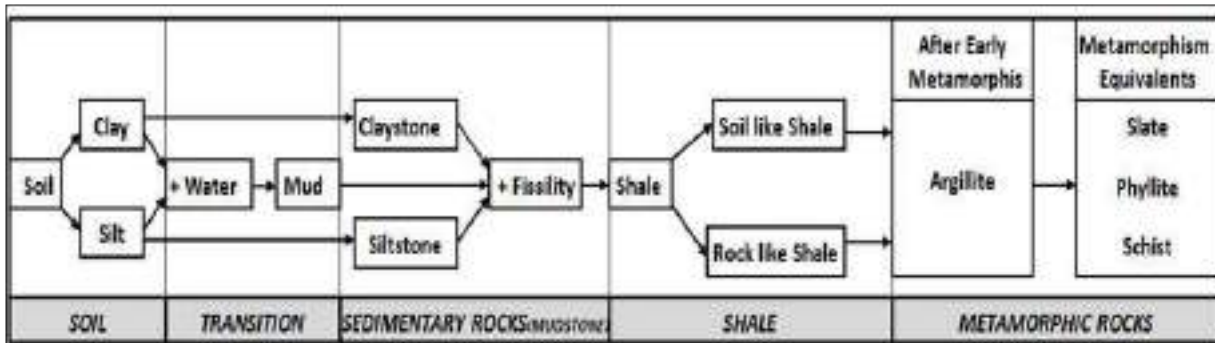 After Early
Metamorphis
Metamorphism
Equivalents
Clay
Claystone
Soil like Shale
Slate
Soil
+ Water
Mud
+ Fissility
Shale
Argillite
Phyllite
Silt
Siltstone
Rock like Shale
Schist
SOIL
TRANSITION
SEDIMENTARY ROCKS(MUDSTONE)
SHALE
METAMORPHIC ROCKS